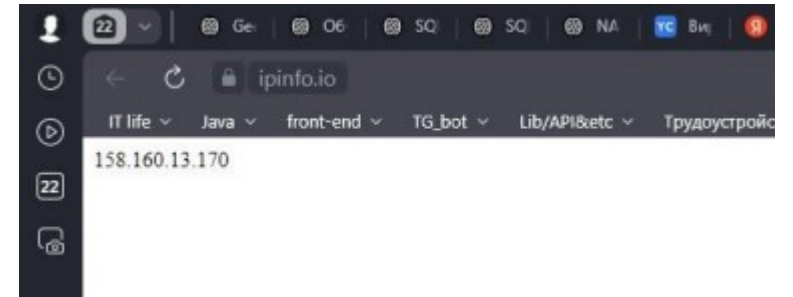 22 Ge Об SQ SQ NA YC Ви Я
ipinfo.io
IT life Java front-end TG_bot Lib/API&etc Трудоустройс
158.160.13.170
22